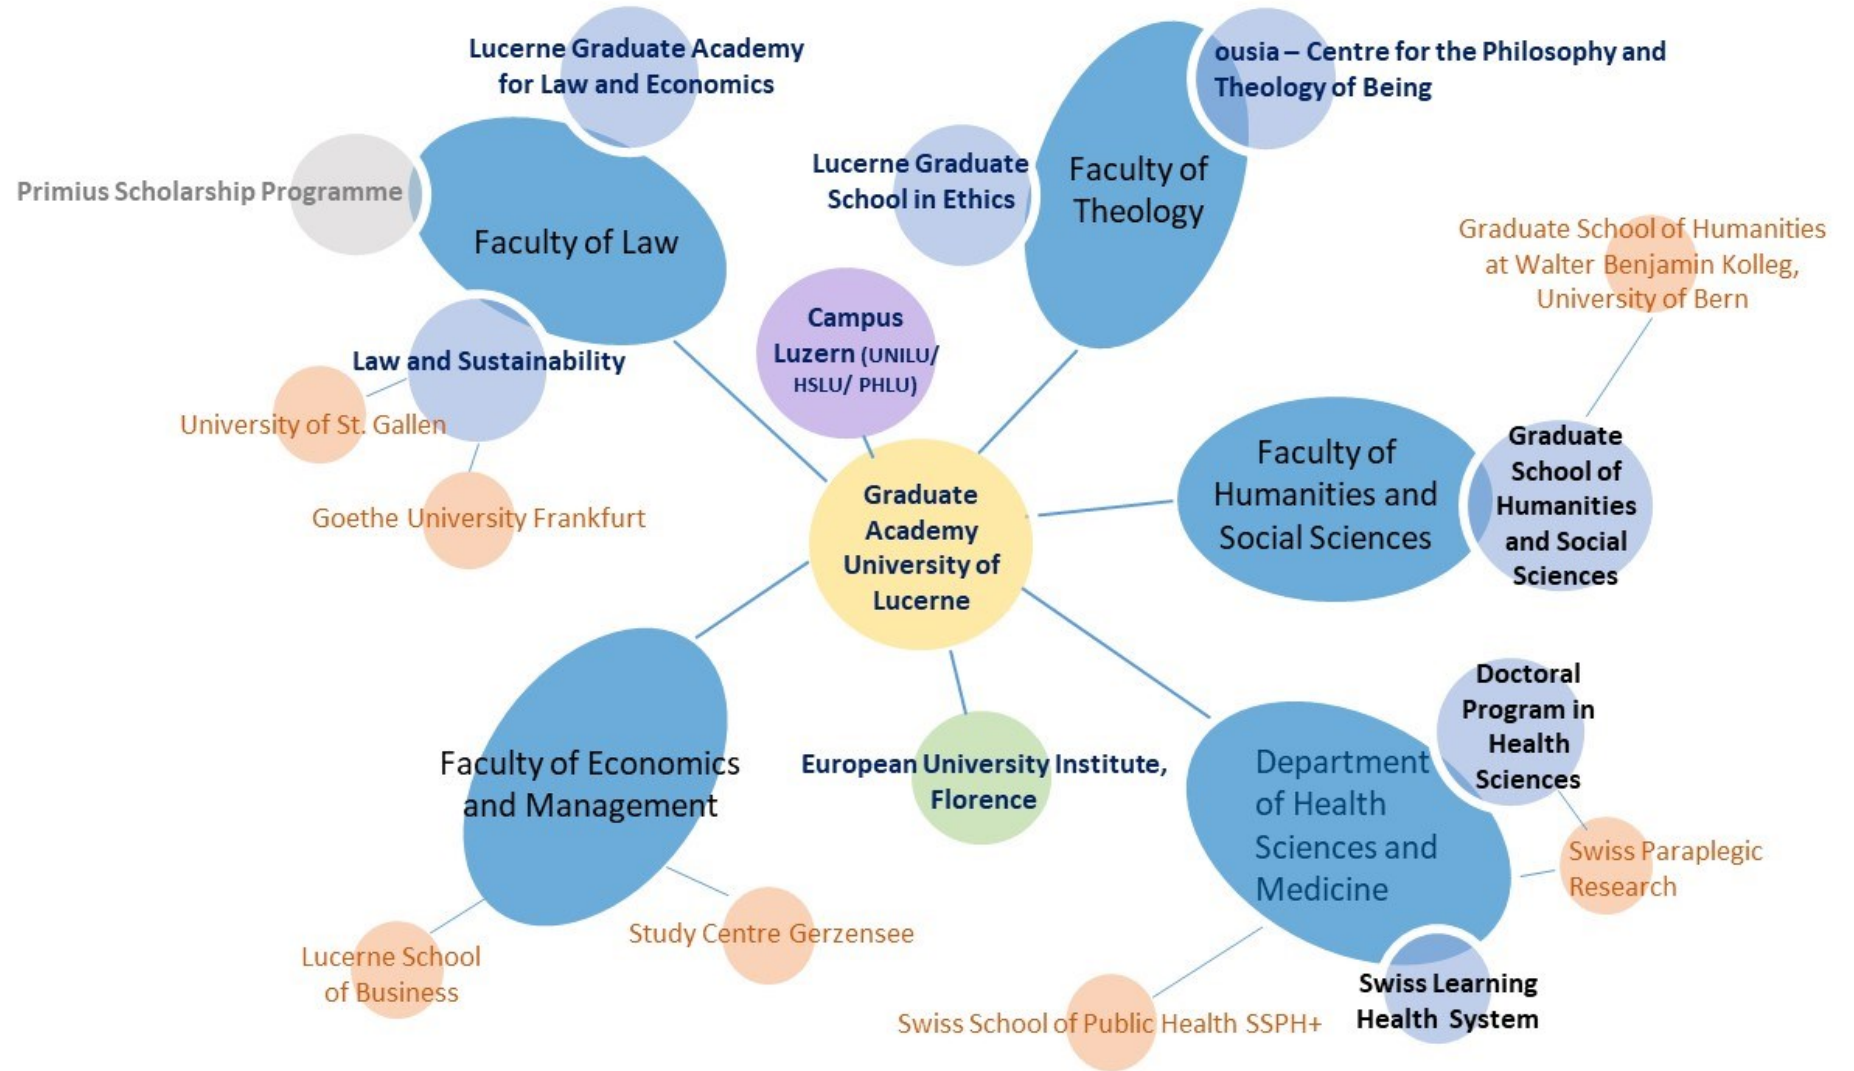 Lucerne Graduate Academy
for Law and Economics
ousia – Centre for the Philosophy and
Theology of Being
Primius Scholarship Programme
Lucerne Graduate
School in Ethics
Faculty of
Theology
Faculty of Law
Graduate School of Humanities
at Walter Benjamin Kolleg,
University of Bern
Campus
Luzern (UNILU/
HSLU/ PHLU)
Law and Sustainability
University of St. Gallen
Goethe University Frankfurt
Graduate
Academy
University of
Lucerne
Faculty of
Humanities and
Social Sciences
Graduate
School of
Humanities
and Social
Sciences
Faculty of Economics
and Management
European University Institute,
Florence
Department
of Health
Sciences and
Medicine
Doctoral
Program in
Health
Sciences
Swiss Paraplegic
Research
Lucerne School
of Business
Study Centre Gerzensee
Swiss School of Public Health SSPH+
Swiss Learning
Health System